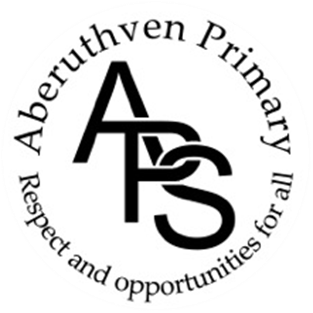 Aberuthven Primary
APS
Respect and opportunities for all